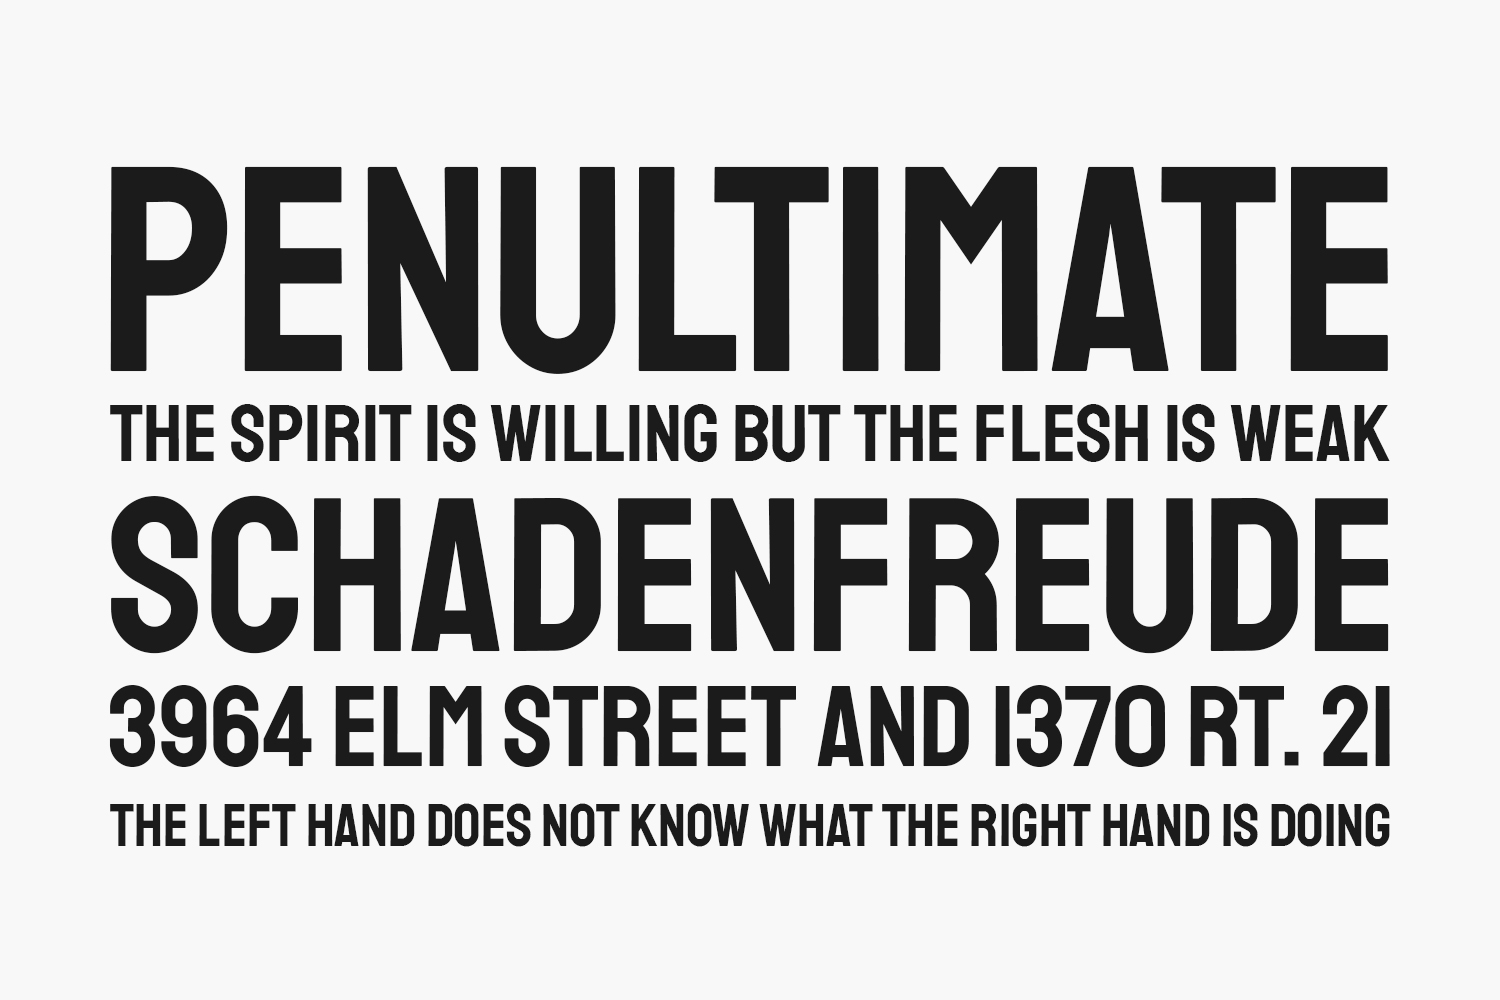 PENULTIMATE
THE SPIRIT IS WILLING BUT THE FLESH IS WEAK
SCHADENFREUDE
3964 ELM STREET AND 1370 RT. 21
THE LEFT HAND DOES NOT KNOW WHAT THE RIGHT HAND IS DOING